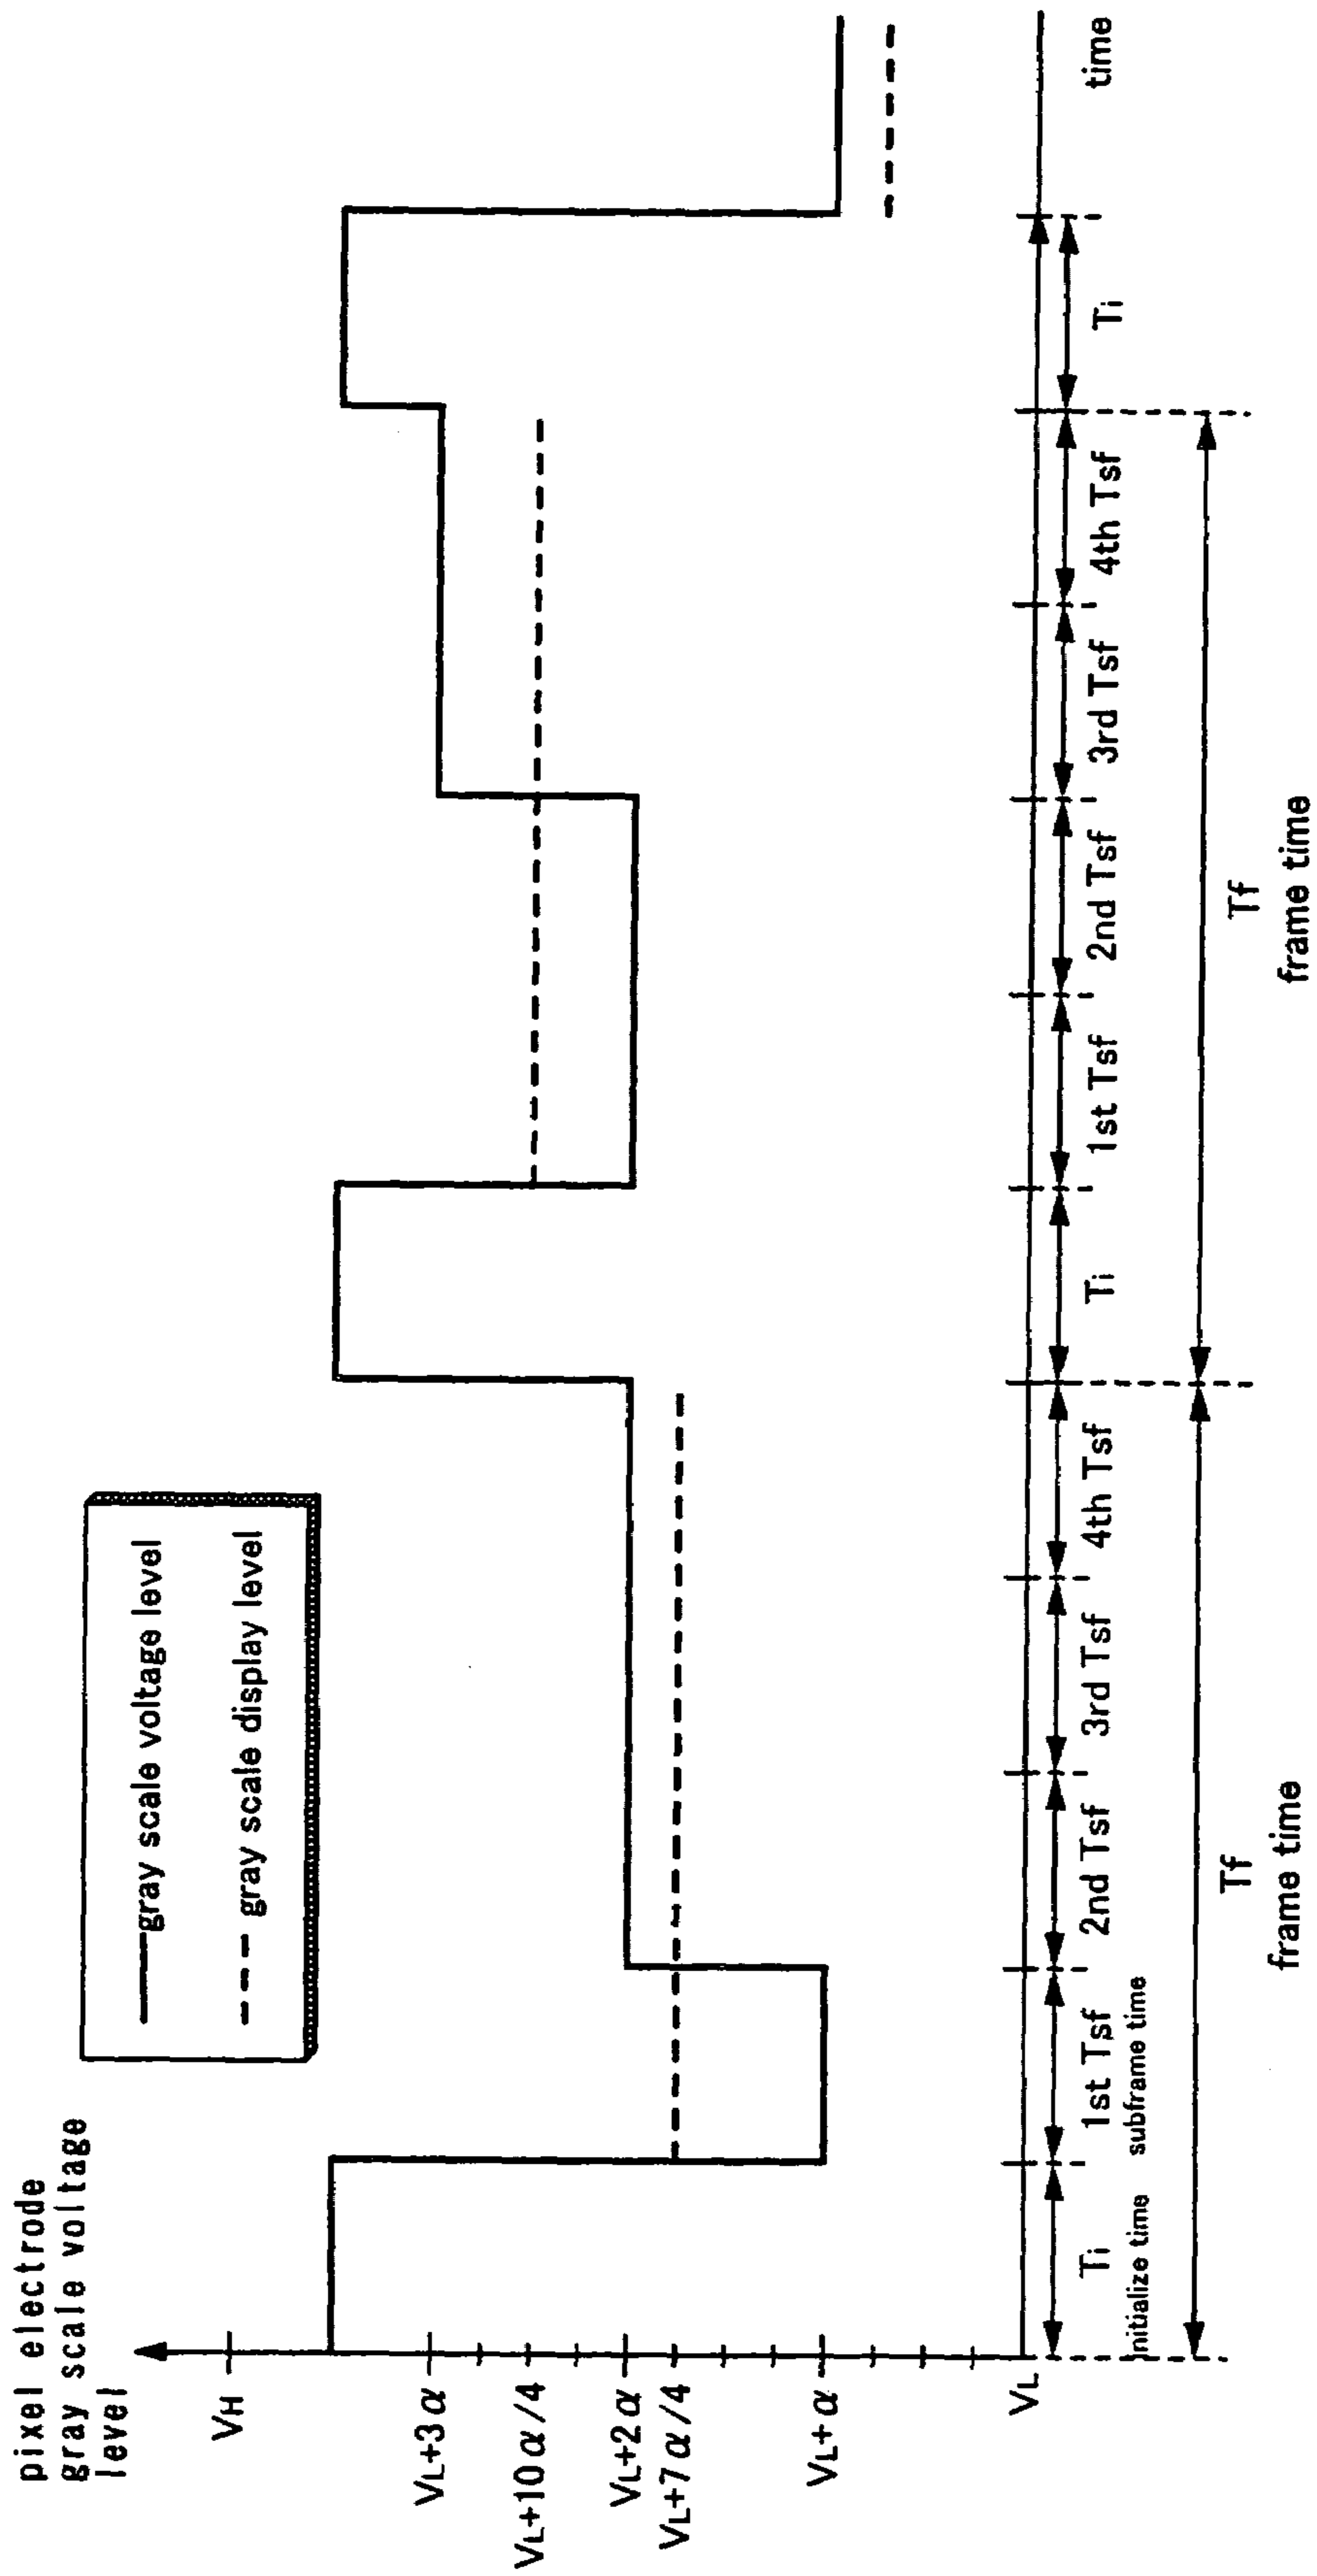 pixel electrode
gray scale voltage
level
gray scale voltage level
gray scale display level
VH
VL+3α
VL+10α/4
VL+2α
VL+7α/4
VL+α
VL
time
Ti
1st Tsf
2nd Tsf
3rd Tsf
4th Tsf
Ti
1st Tsf
2nd Tsf
3rd Tsf
4th Tsf
Ti
initialize time
subframe time
Tf
frame time
Tf
frame time